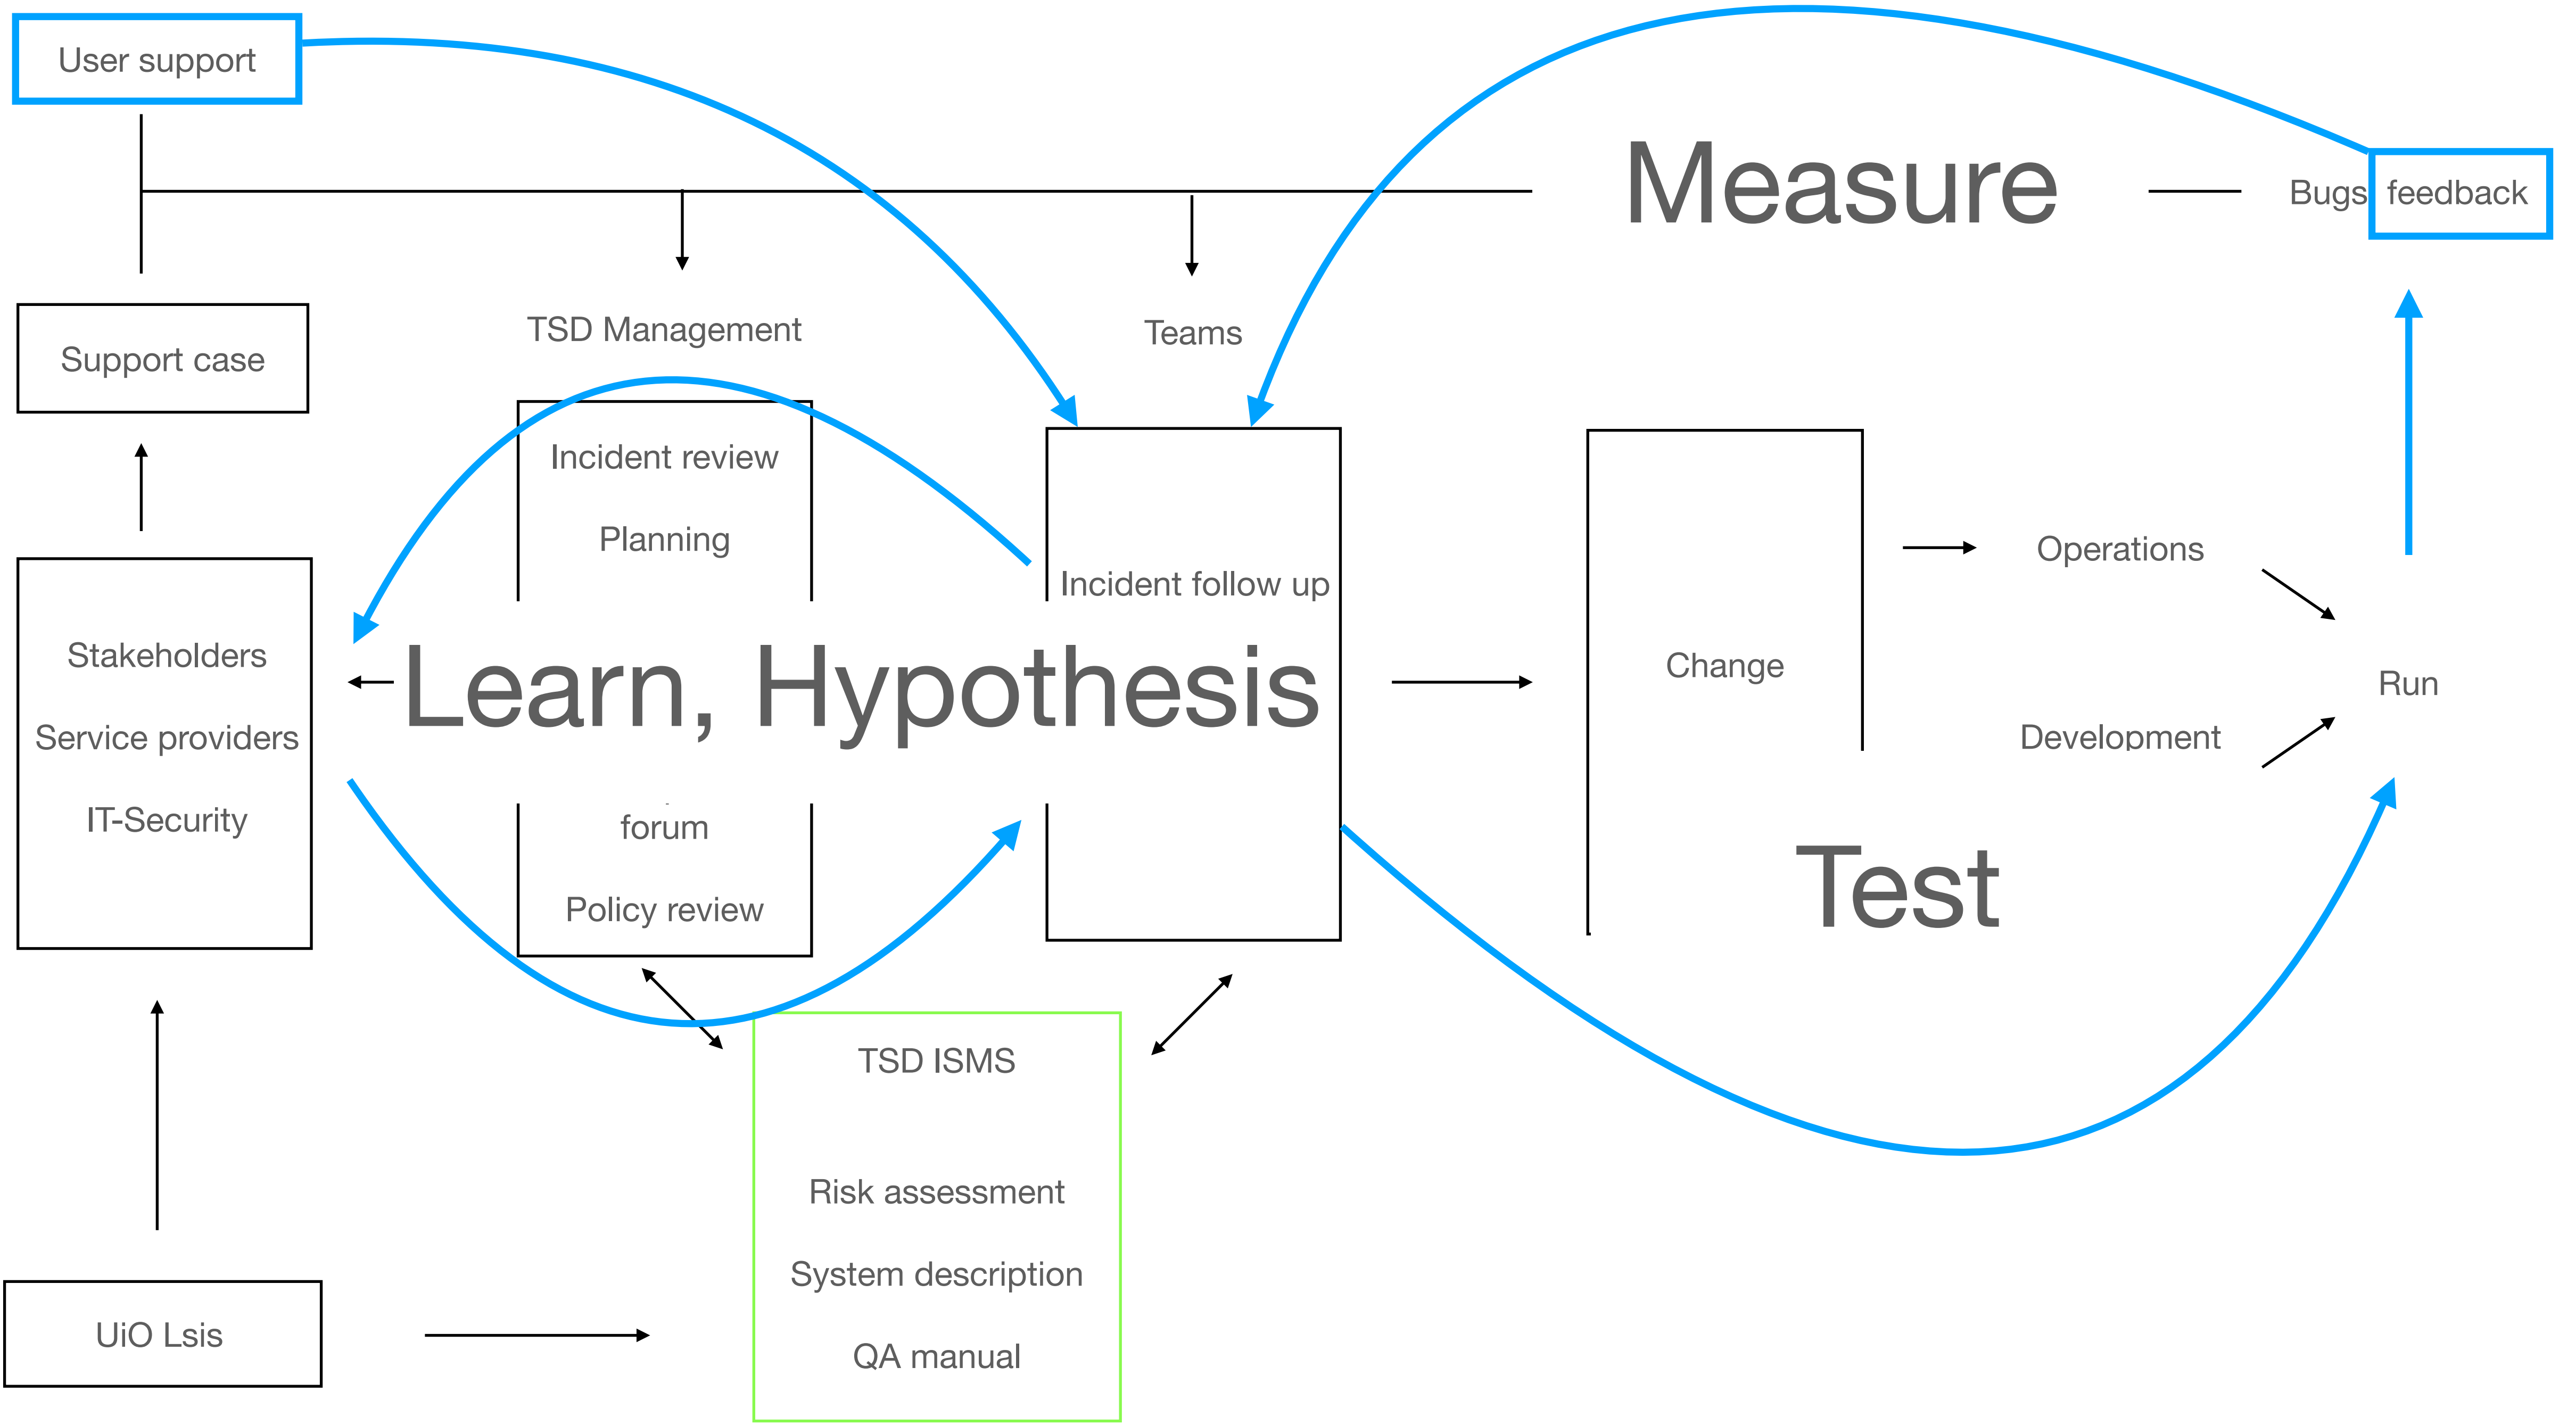 User support
Measure
Bugs
feedback
Support case
TSD Management
Teams
Incident review
Planning
Incident follow up
Stakeholders
Service providers
IT-Security
Learn, Hypothesis
Change
Operations
Development
Run
forum
Policy review
Test
TSD ISMS
Risk assessment
System description
QA manual
UiO Lsis